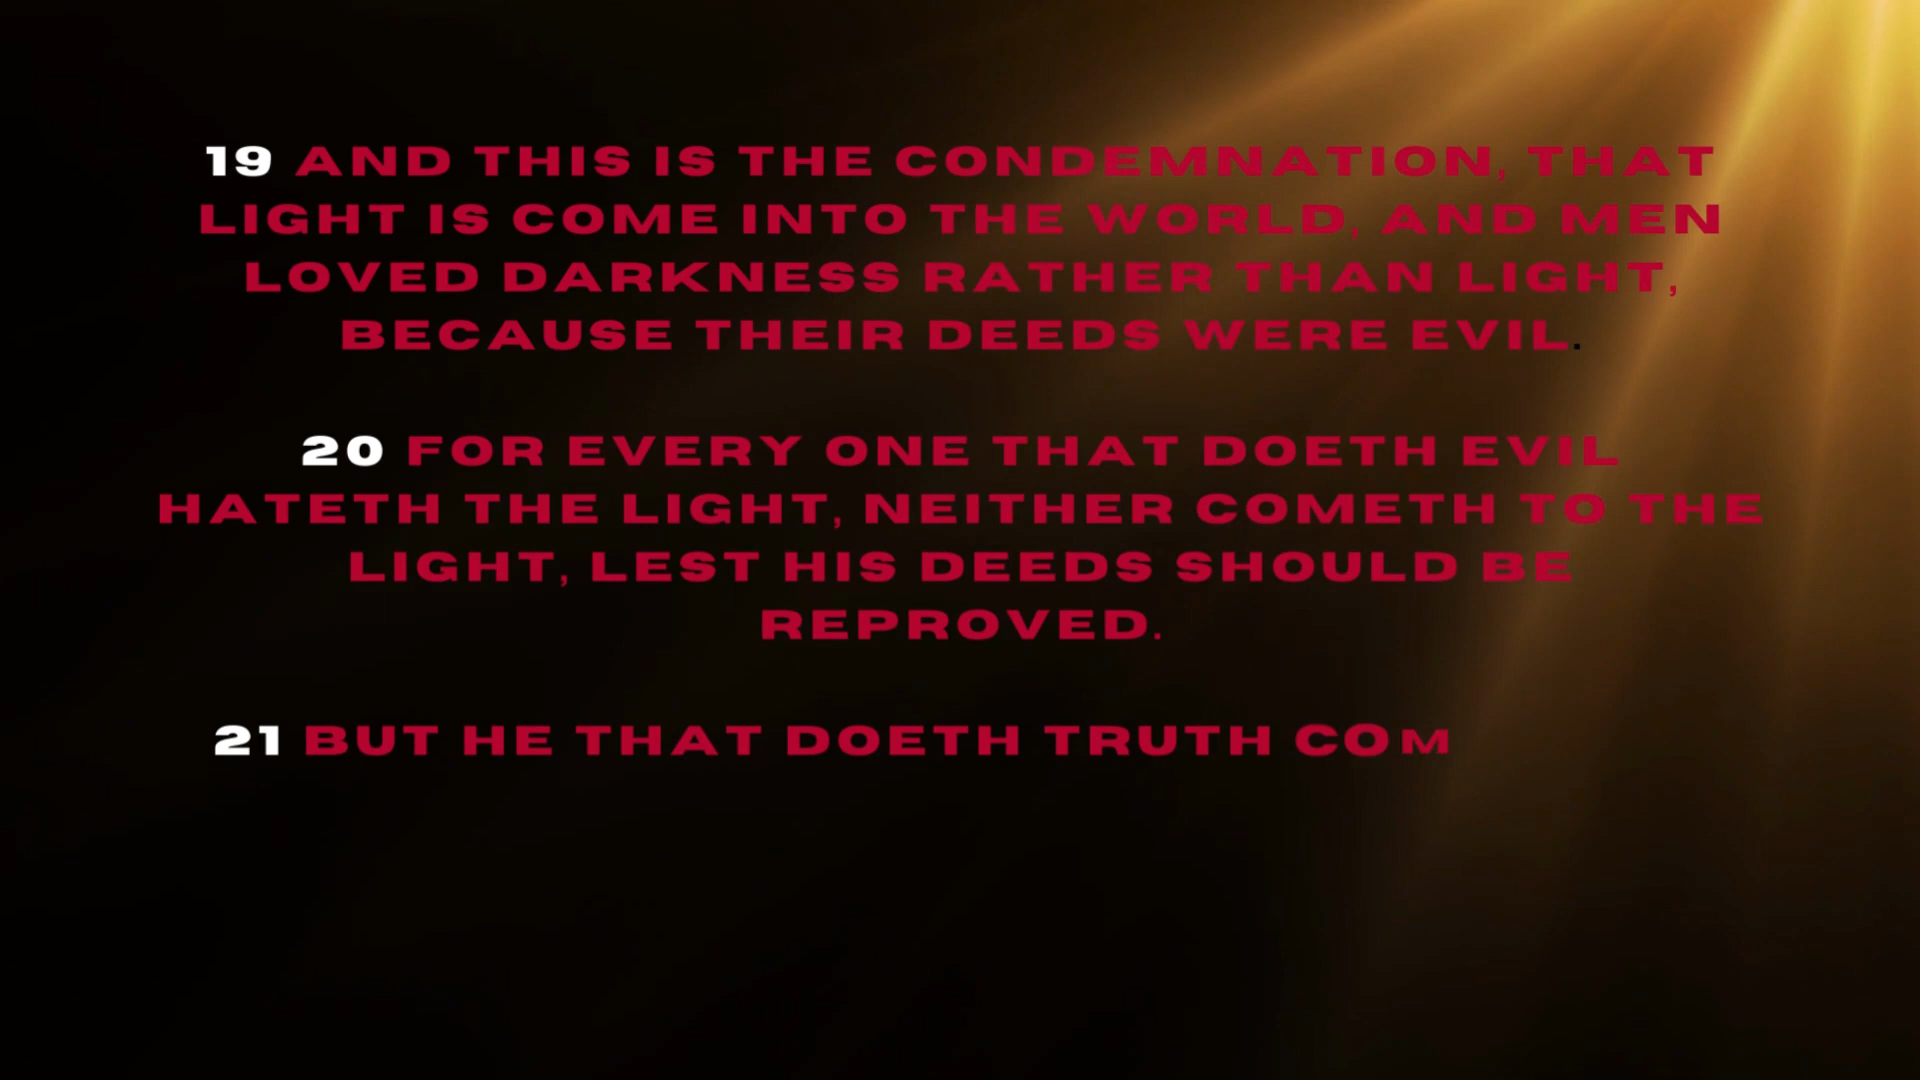 19 AND THIS IS THE CONDEMNATION, THAT
LIGHT IS COME INTO THE WORLD, AND MEN
LOVED DARKNESS RATHER THAN LIGHT,
BECAUSE THEIR DEEDS WERE EVIL.
20 FOR EVERY ONE THAT DOETH EVIL
HATETH THE LIGHT, NEITHER COMETH TO THE
LIGHT, LEST HIS DEEDS SHOULD BE
REPROVED.
21 BUT HE THAT DOETH TRUTH COM